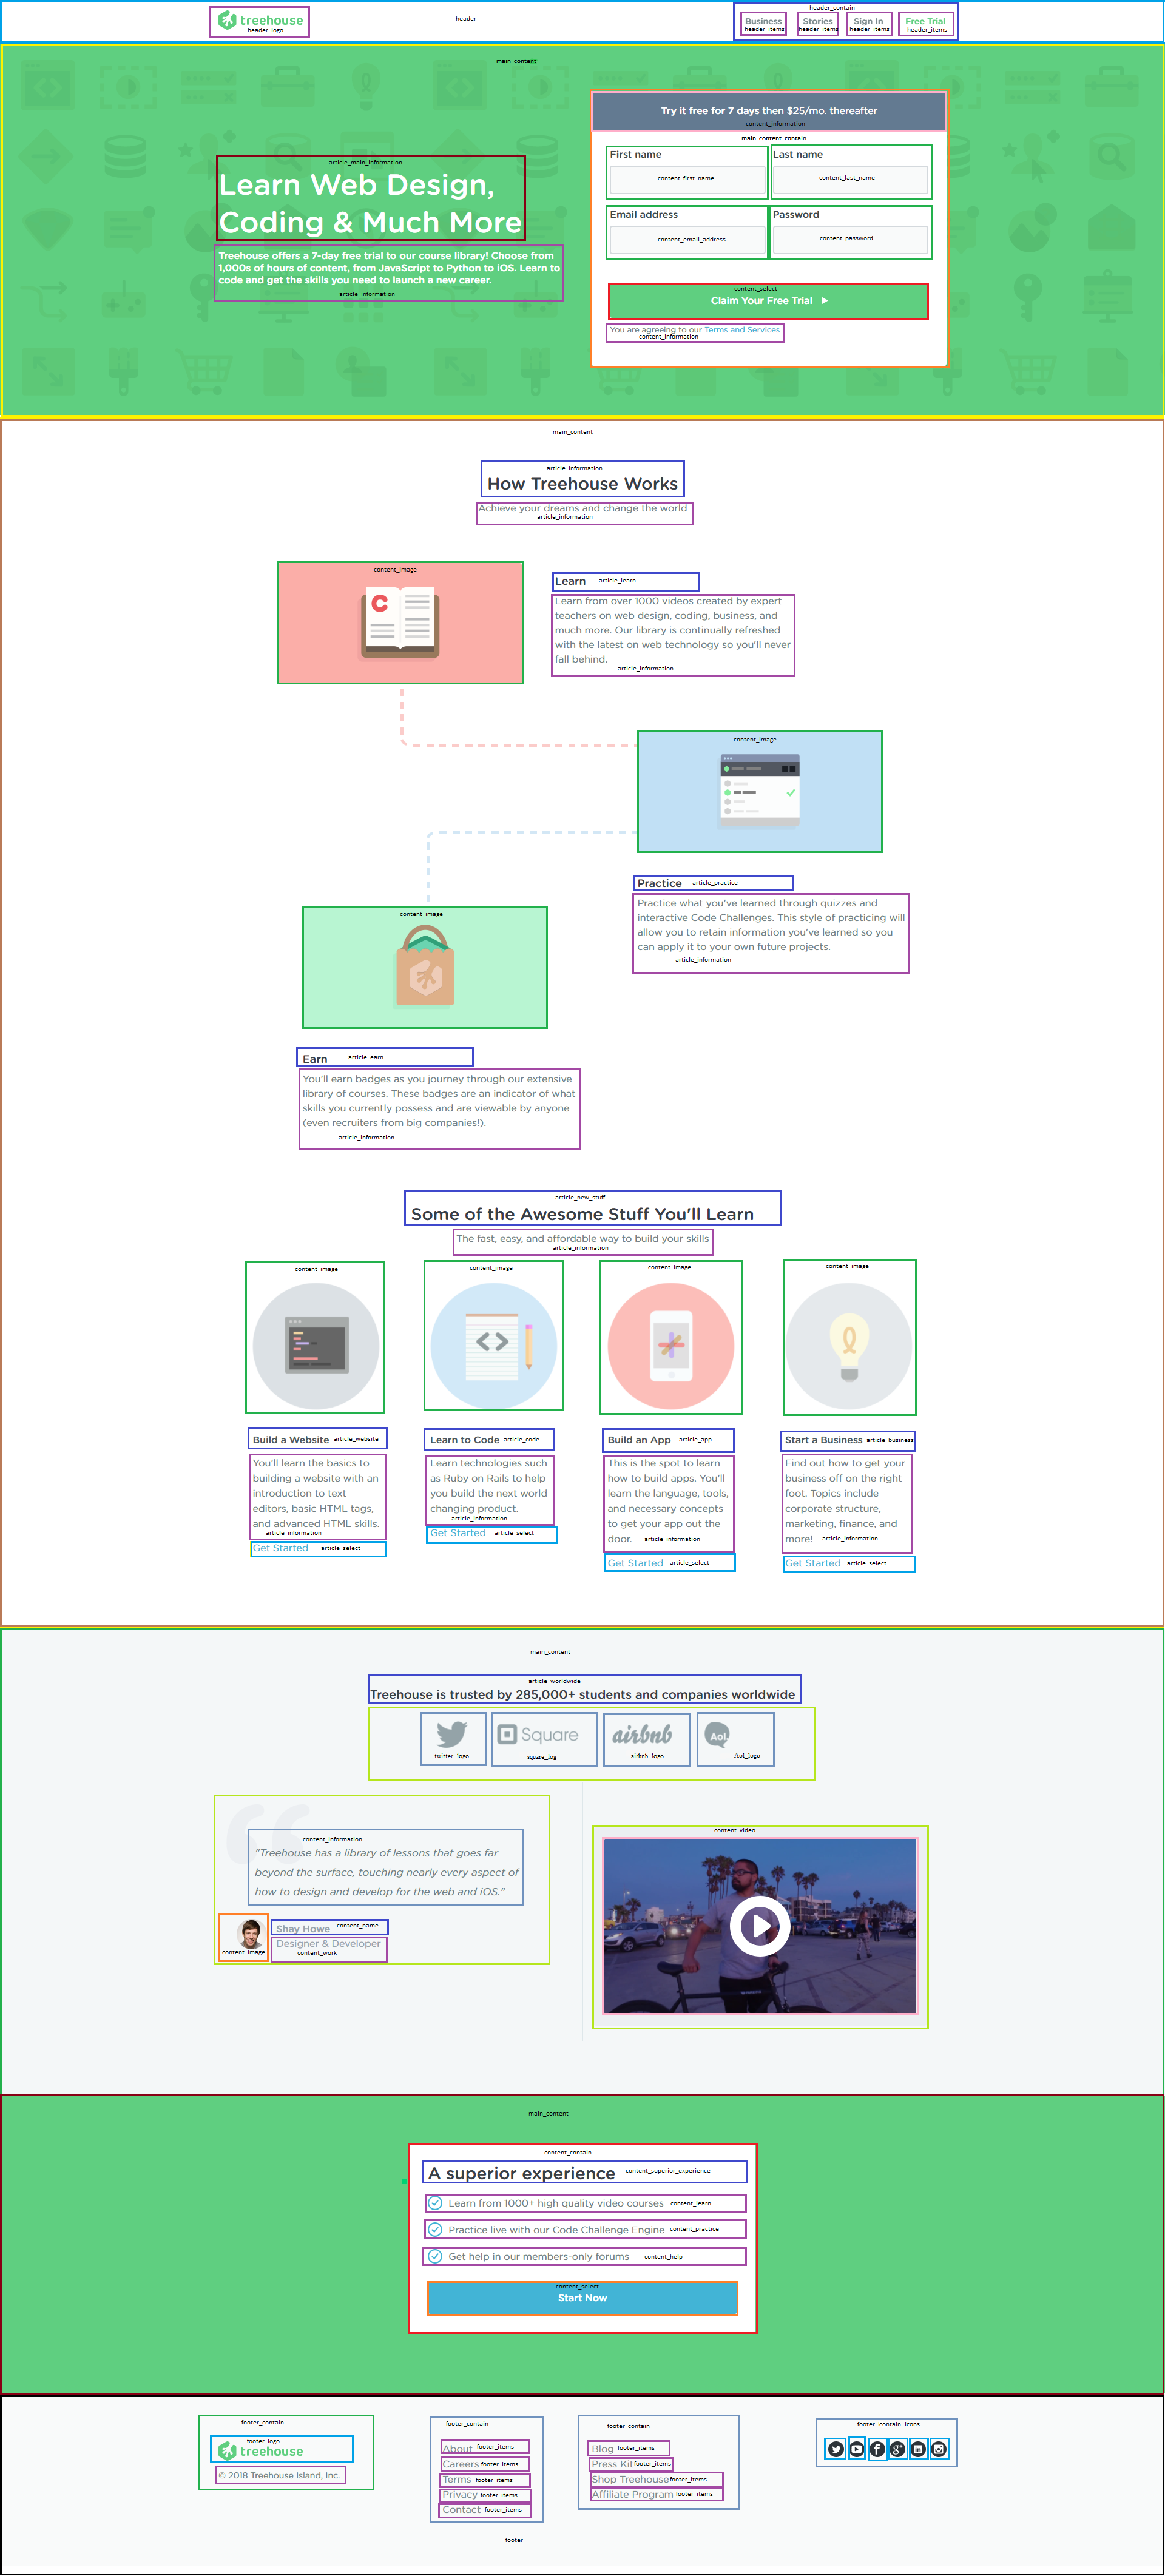 treehouse
header_logo
header
header_contain
Business
header_items
Stories
header_items
Sign In
header_items
Free Trial
header_items
main_content
article_main_information
Learn Web Design,
Coding & Much More
Treehouse offers a 7-day free trial to our course library! Choose from
1,000s of hours of content, from JavaScript to Python to iOS. Learn to
code and get the skills you need to launch a new career.
article_information
Try it free for 7 days then $25/mo. thereafter
content_information
main_content_contain
First name
content_first_name
Last name
content_last_name
Email address
content_email_address
Password
content_password
content_select
Claim Your Free Trial
You are agreeing to our Terms and Services
content_information
main_content
article_information
How Treehouse Works
Achieve your dreams and change the world
article_information
content_image
C
Learn article_learn
Learn from over 1000 videos created by expert
teachers on web design, coding, business, and
much more. Our library is continually refreshed
with the latest on web technology so you'll never
fall behind.
article_information
content_image
Practice article_practice
Practice what you've learned through quizzes and
interactive Code Challenges. This style of practicing will
allow you to retain information you've learned so you
can apply it to your own future projects.
article_information
content_image
Earn article_earn
You'll earn badges as you journey through our extensive
library of courses. These badges are an indicator of what
skills you currently possess and are viewable by anyone
(even recruiters from big companies!).
article_information
article_new_stuff
Some of the Awesome Stuff You'll Learn
The fast, easy, and affordable way to build your skills
article_information
content_image
Build a Website article_website
You'll learn the basics to
building a website with an
introduction to text
editors, basic HTML tags,
and advanced HTML skills.
article_information
Get Started article_select
content_image
Learn to Code article_code
Learn technologies such
as Ruby on Rails to help
you build the next world
changing product.
article_information
Get Started article_select
content_image
Build an App article_app
This is the spot to learn
how to build apps. You'll
learn the language, tools,
and necessary concepts
to get your app out the
door. article_information
Get Started article_select
content_image
Start a Business article_business
Find out how to get your
business off on the right
foot. Topics include
corporate structure,
marketing, finance, and
more! article_information
Get Started article_select
main_content
article_worldwide
Treehouse is trusted by 285,000+ students and companies worldwide
twitter_logo
Square
square_log
airbnb
airbnb_logo
Aol.
Aol_logo
content_information
"Treehouse has a library of lessons that goes far
beyond the surface, touching nearly every aspect of
how to design and develop for the web and iOS."
content_image
Shay Howe content_name
Designer & Developer
content_work
content_video
main_content
content_contain
A superior experience content_superior_experience
Learn from 1000+ high quality video courses content_learn
Practice live with our Code Challenge Engine content_practice
Get help in our members-only forums content_help
content_select
Start Now
footer_contain
footer_logo
treehouse
© 2018 Treehouse Island, Inc.
footer_contain
About footer_items
Careers footer_items
Terms footer_items
Privacy footer_items
Contact footer_items
footer_contain
Blog footer_items
Press Kit footer_items
Shop Treehouse footer_items
Affiliate Program footer_items
footer_contain_icons
footer